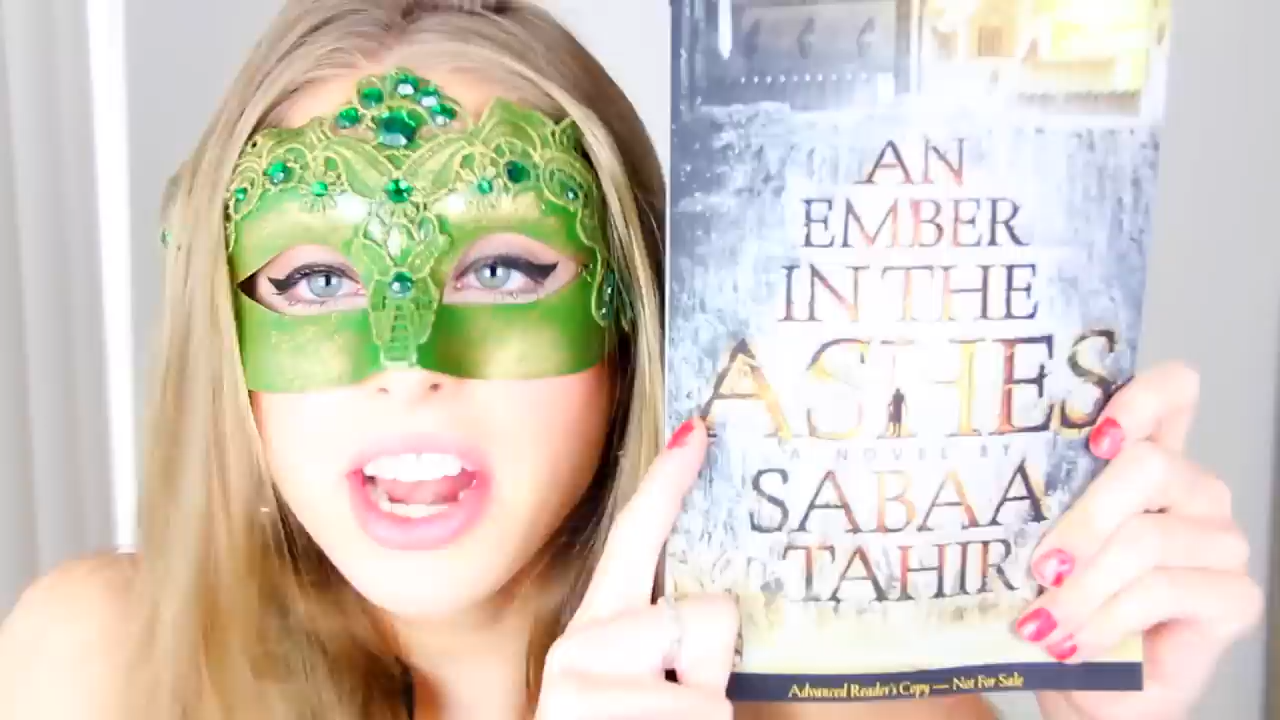 AN
EMBER
IN THE
ASHES
A NOVEL BY
SABAA
TAHIR
Advanced Reader's Copy — Not For Sale